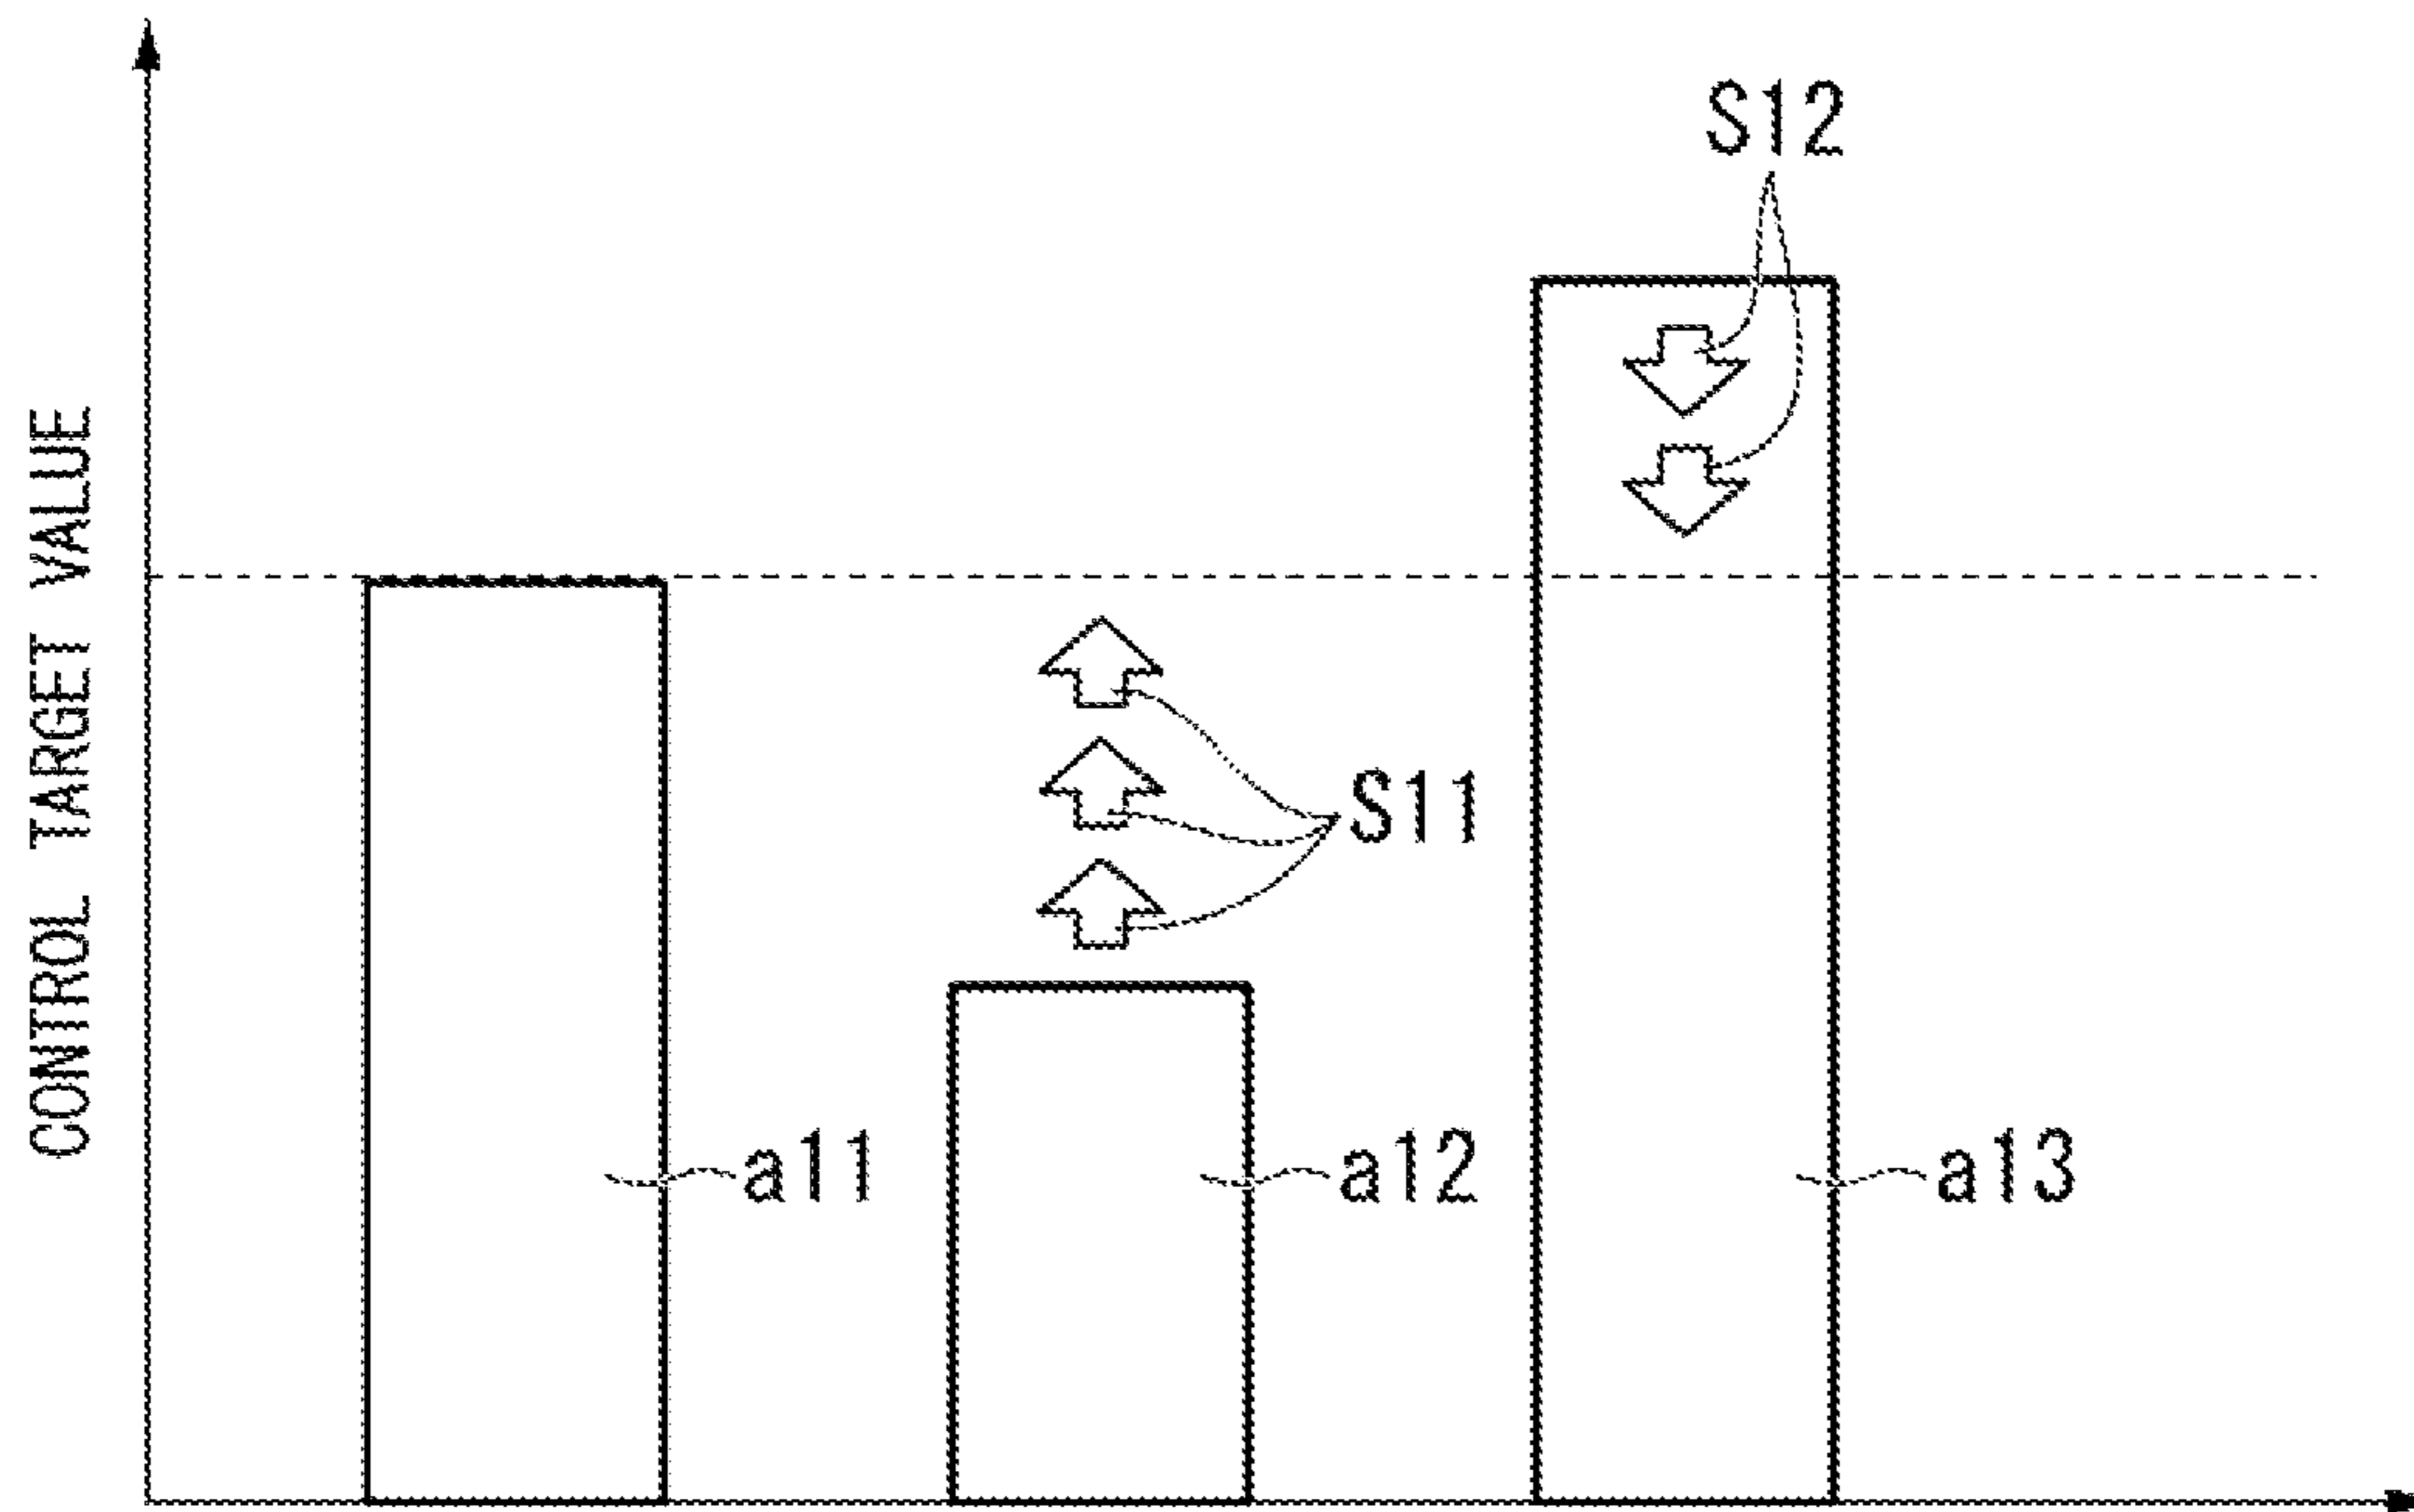 S12
CONTROL TARGET VALUE
S11
a11
a12
a13